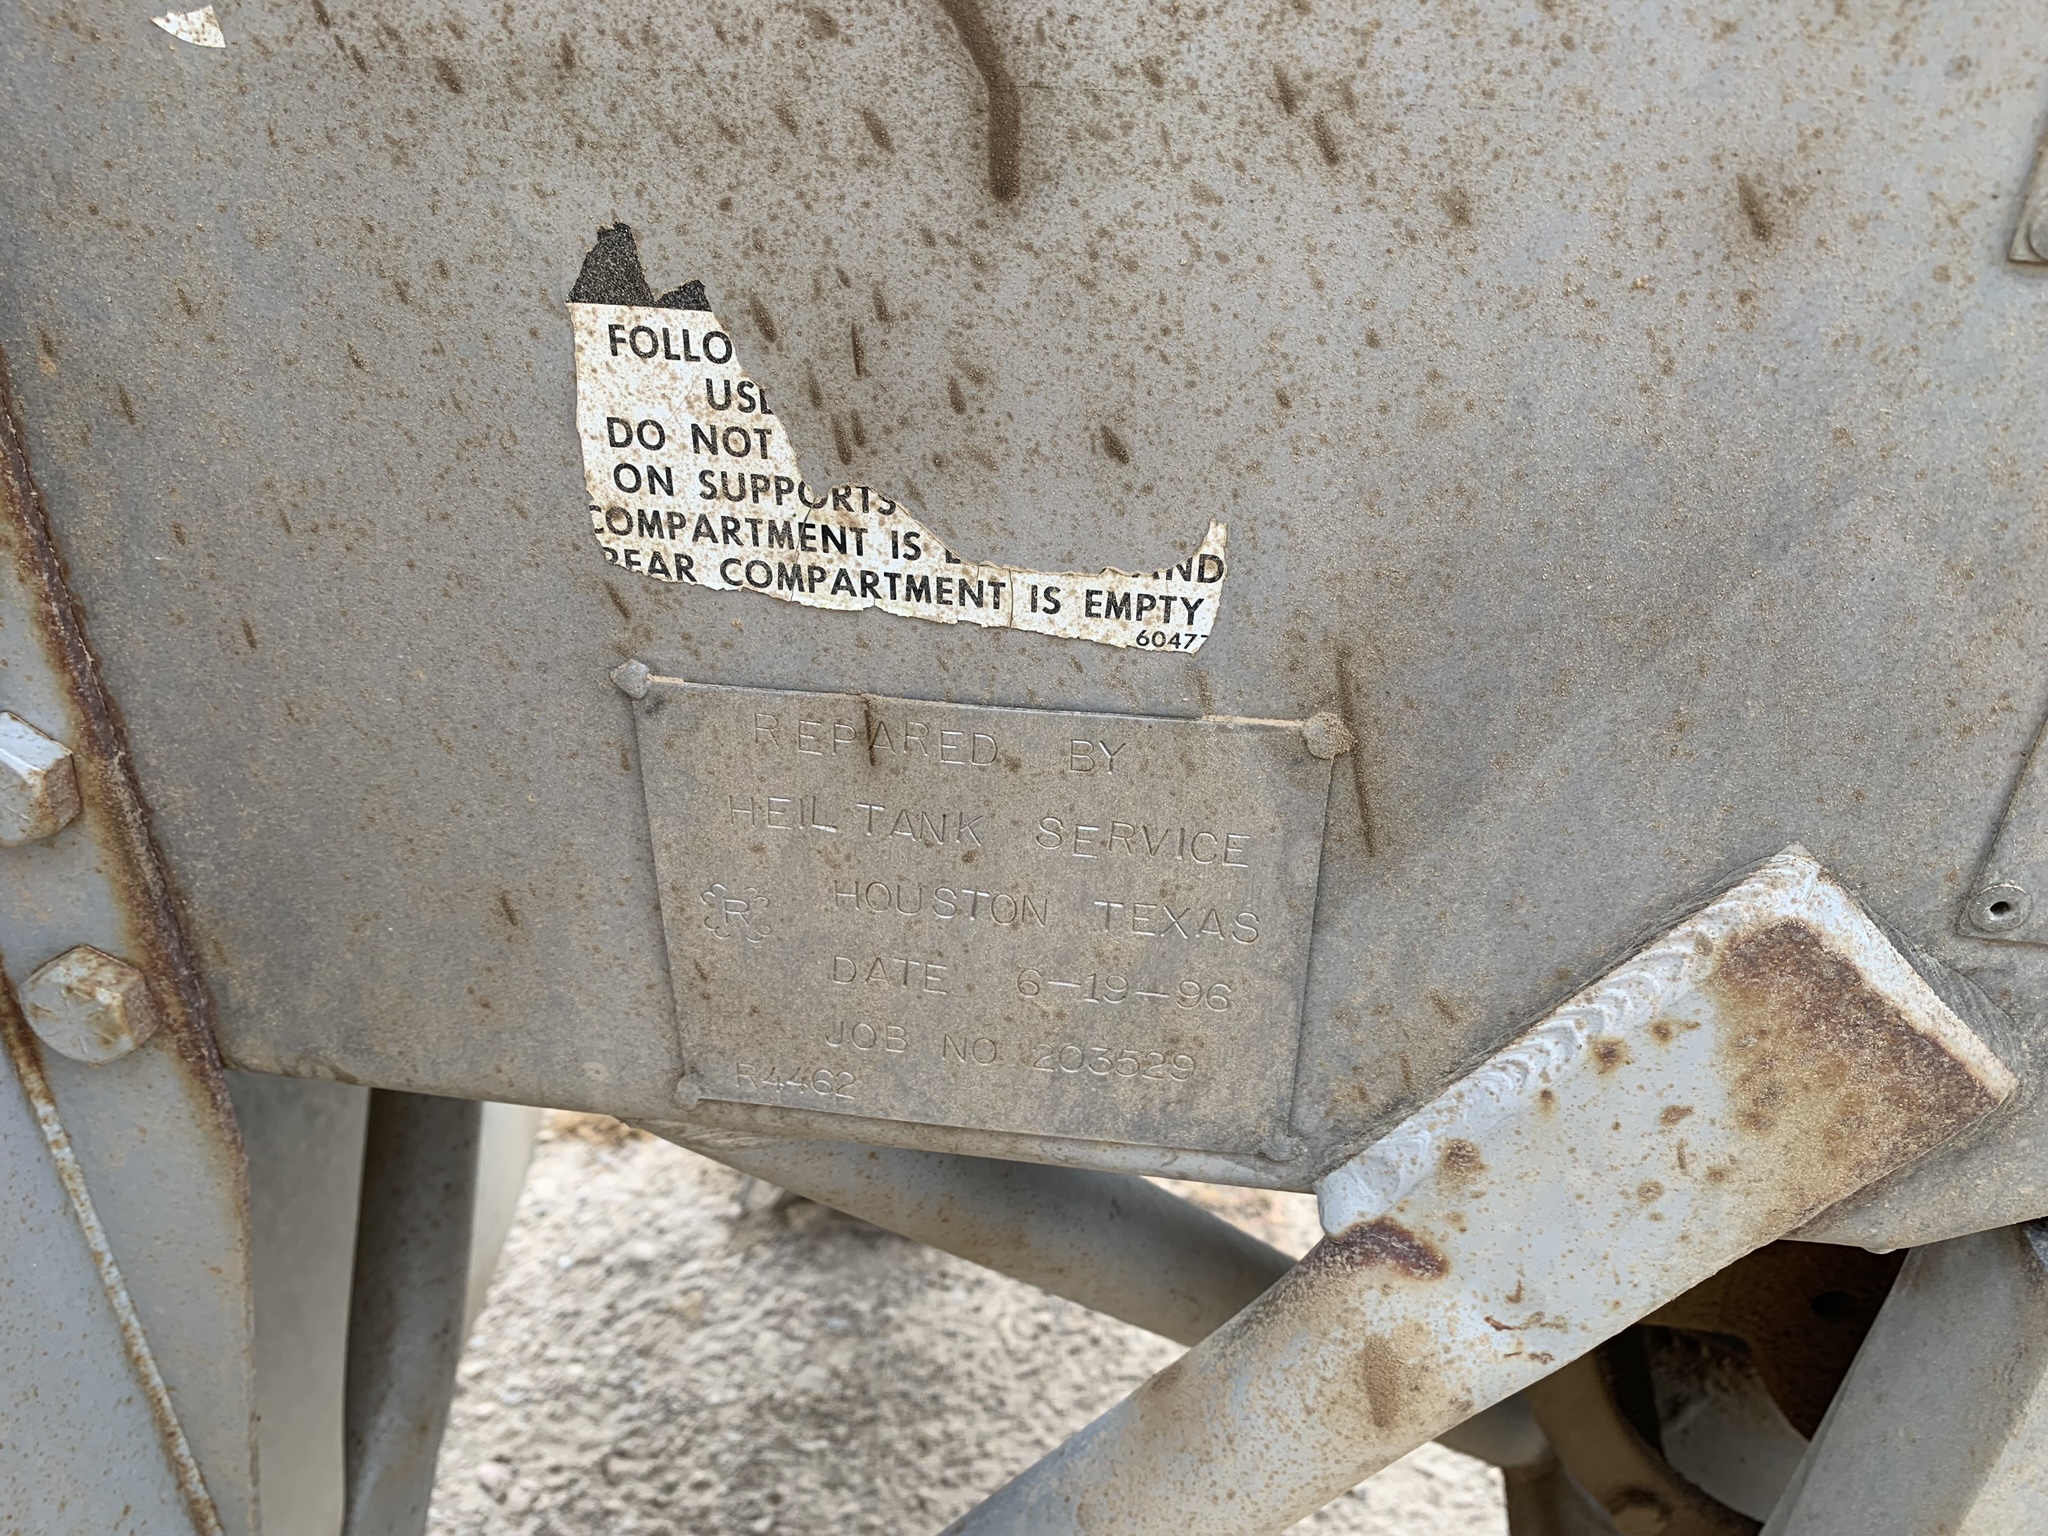 FOLLO
USE
DO NOT
ON SUPPORTS
COMPARTMENT IS
REAR COMPARTMENT IS EMPTY
60477
REPARED BY
HEIL TANK SERVICE
R HOUSTON TEXAS
DATE 6-19-96
JOB NO 203529
R4462